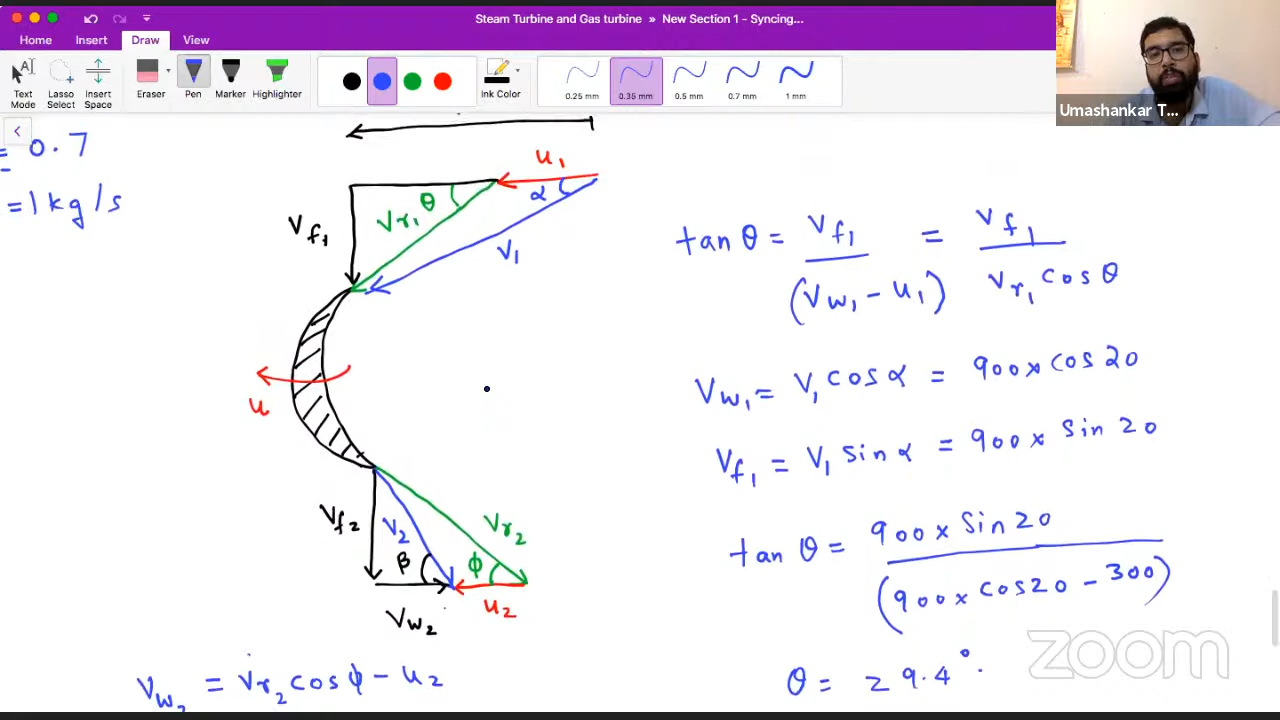 Steam Turbine and Gas turbine » New Section 1 - Syncing...
Home Insert Draw View
Text Mode
Lasso Select
Insert Space
Eraser
Pen
Marker
Highlighter
Ink Color
0.25 mm
0.35 mm
0.5 mm
0.7 mm
1 mm
Umashankar T...
= 0.7
= 1 kg/s
u₁
α
θ
Vr₁
Vf₁
V₁
u
Vf₂
V₂
Vr₂
β
φ
u₂
Vw₂
Vw₂ = Vr₂ cos φ - u₂
tan θ = Vf₁ / (Vw₁ - u₁) = Vf₁ / Vr₁ cos θ
Vw₁ = V₁ cos α = 900 x cos 20
Vf₁ = V₁ sin α = 900 x sin 20
tan θ = 900 x sin 20 / (900 x cos 20 - 300)
θ = 29.4°.
zoom